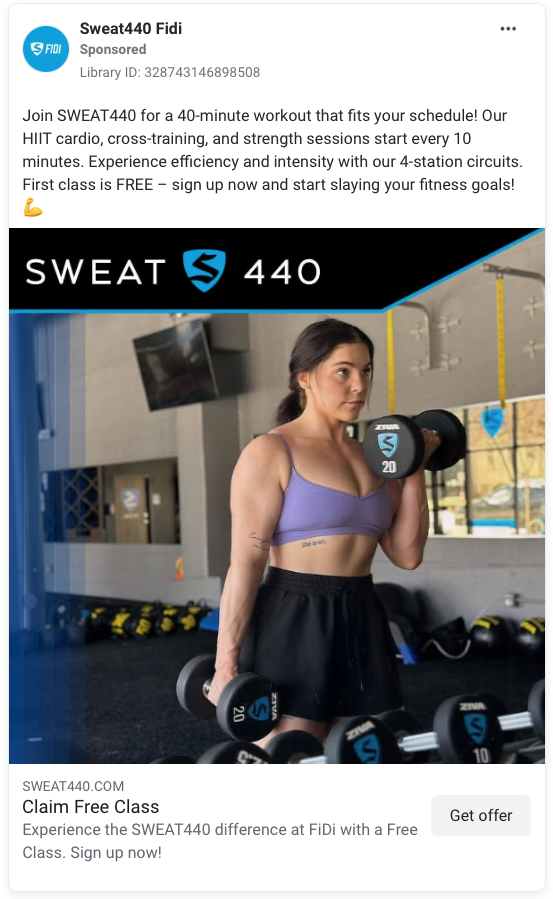 FIDI
Sweat440 Fidi
Sponsored
Library ID: 328743146898508
Join SWEAT440 for a 40-minute workout that fits your schedule! Our
HIIT cardio, cross-training, and strength sessions start every 10
minutes. Experience efficiency and intensity with our 4-station circuits.
First class is FREE – sign up now and start slaying your fitness goals!
💪
SWEAT 440
ZIVA
20
20
ZIVA
ZIVA
ZIVA
10
SWEAT440.COM
Claim Free Class
Experience the SWEAT440 difference at FiDi with a Free
Class. Sign up now!
Get offer